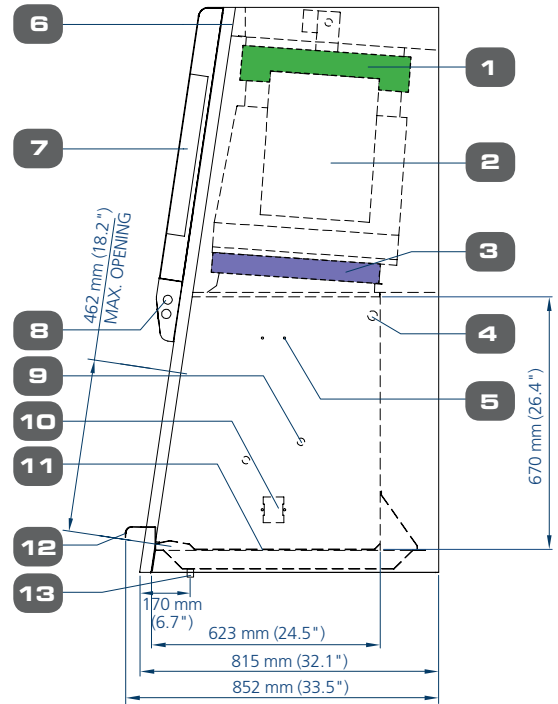 6
1
7
2
3
462 mm (18.2")
MAX. OPENING
8
4
9
5
10
11
670 mm (26.4")
12
13
170 mm
(6.7")
623 mm (24.5")
815 mm (32.1")
852 mm (33.5")